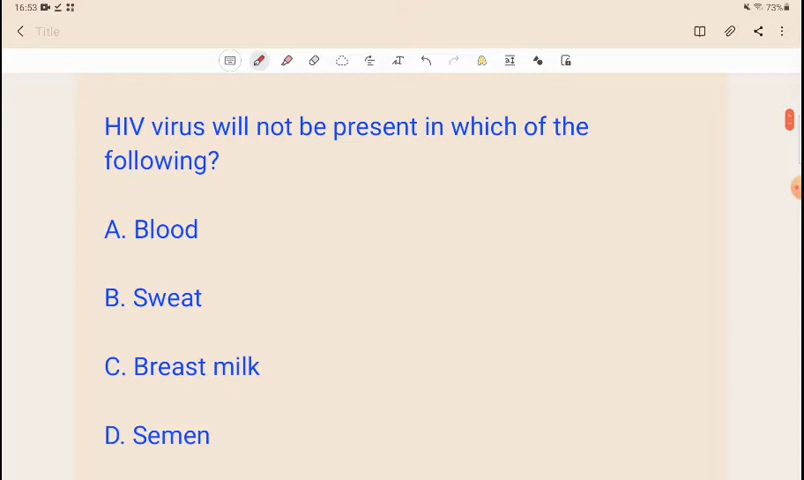 16:53
73%
Title
HIV virus will not be present in which of the
following?
A. Blood
B. Sweat
C. Breast milk
D. Semen